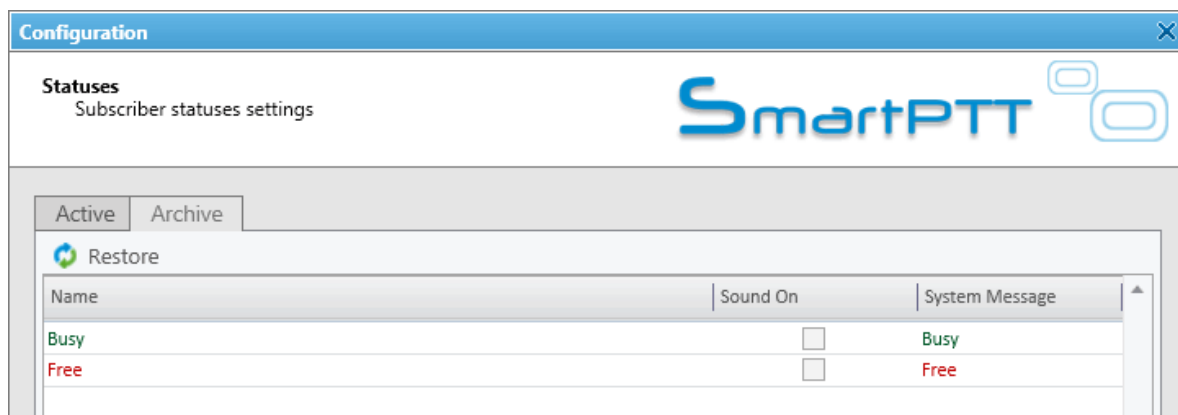 Configuration
Statuses
Subscriber statuses settings
SmartPTT
Active Archive
Restore
Name Sound On System Message
Busy Busy
Free Free